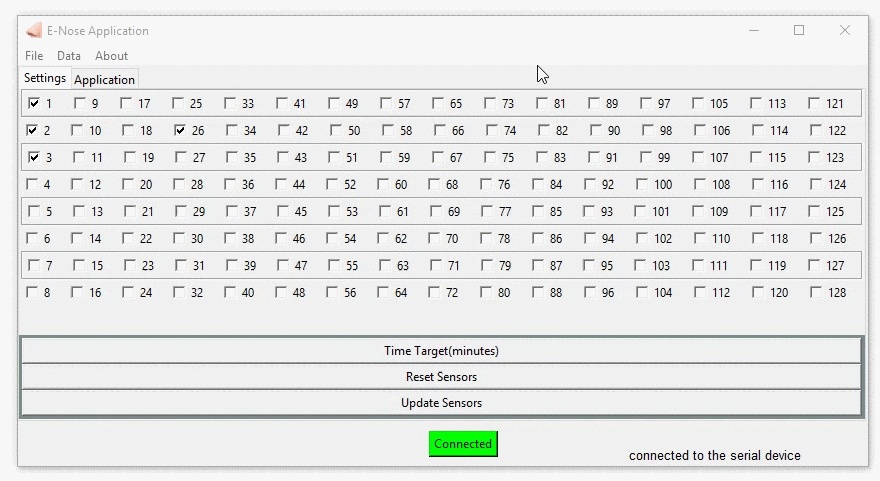 E-Nose Application
File Data About
Settings Application
1 9 17 25 33 41 49 57 65 73 81 89 97 105 113 121
2 10 18 26 34 42 50 58 66 74 82 90 98 106 114 122
3 11 19 27 35 43 51 59 67 75 83 91 99 107 115 123
4 12 20 28 36 44 52 60 68 76 84 92 100 108 116 124
5 13 21 29 37 45 53 61 69 77 85 93 101 109 117 125
6 14 22 30 38 46 54 62 70 78 86 94 102 110 118 126
7 15 23 31 39 47 55 63 71 79 87 95 103 111 119 127
8 16 24 32 40 48 56 64 72 80 88 96 104 112 120 128
Time Target(minutes)
Reset Sensors
Update Sensors
Connected
connected to the serial device